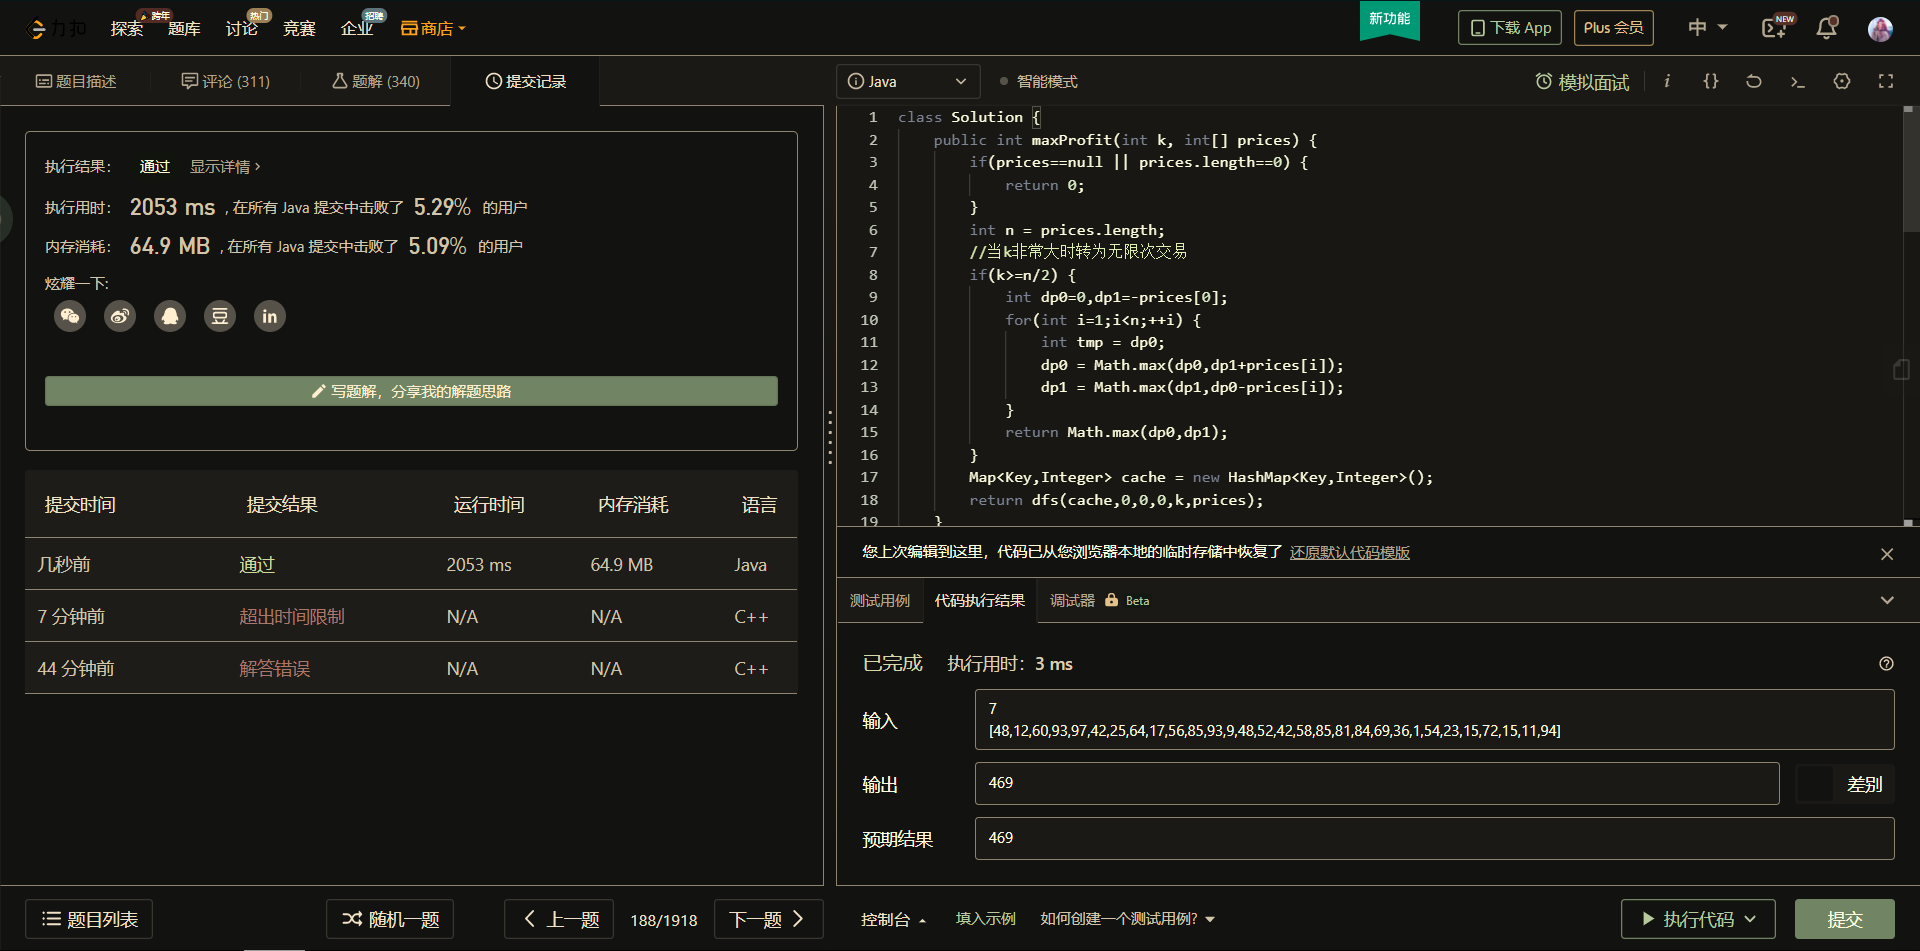 力扣
探索
跨年
题库
讨论
热门
竞赛
企业
招聘
商店
新功能
下载 App
Plus 会员
中
NEW
题目描述
评论 (311)
题解 (340)
提交记录
执行结果：
通过
显示详情 >
执行用时：
2053 ms
, 在所有 Java 提交中击败了 5.29% 的用户
内存消耗：
64.9 MB
, 在所有 Java 提交中击败了 5.09% 的用户
炫耀一下:
豆
in
写题解，分享我的解题思路
提交时间 提交结果 运行时间 内存消耗 语言
几秒前 通过 2053 ms 64.9 MB Java
7 分钟前 超出时间限制 N/A N/A C++
44 分钟前 解答错误 N/A N/A C++
题目列表
随机一题
上一题
188/1918
下一题
Java
智能模式
模拟面试
i
{}
1 class Solution {
2 public int maxProfit(int k, int[] prices) {
3 if(prices==null || prices.length==0) {
4 return 0;
5 }
6 int n = prices.length;
7 //当k非常大时转为无限次交易
8 if(k>=n/2) {
9 int dp0=0,dp1=-prices[0];
10 for(int i=1;i<n;++i) {
11 int tmp = dp0;
12 dp0 = Math.max(dp0,dp1+prices[i]);
13 dp1 = Math.max(dp1,dp0-prices[i]);
14 }
15 return Math.max(dp0,dp1);
16 }
17 Map<Key,Integer> cache = new HashMap<Key,Integer>();
18 return dfs(cache,0,0,0,k,prices);
19 }
您上次编辑到这里，代码已从您浏览器本地的临时存储中恢复了 还原默认代码模版
测试用例
代码执行结果
调试器
Beta
已完成
执行用时：3 ms
输入
7
[48,12,60,93,97,42,25,64,17,56,85,93,9,48,52,42,58,85,81,84,69,36,1,54,23,15,72,15,11,94]
输出
469
差别
预期结果
469
控制台
填入示例
如何创建一个测试用例?
执行代码
提交